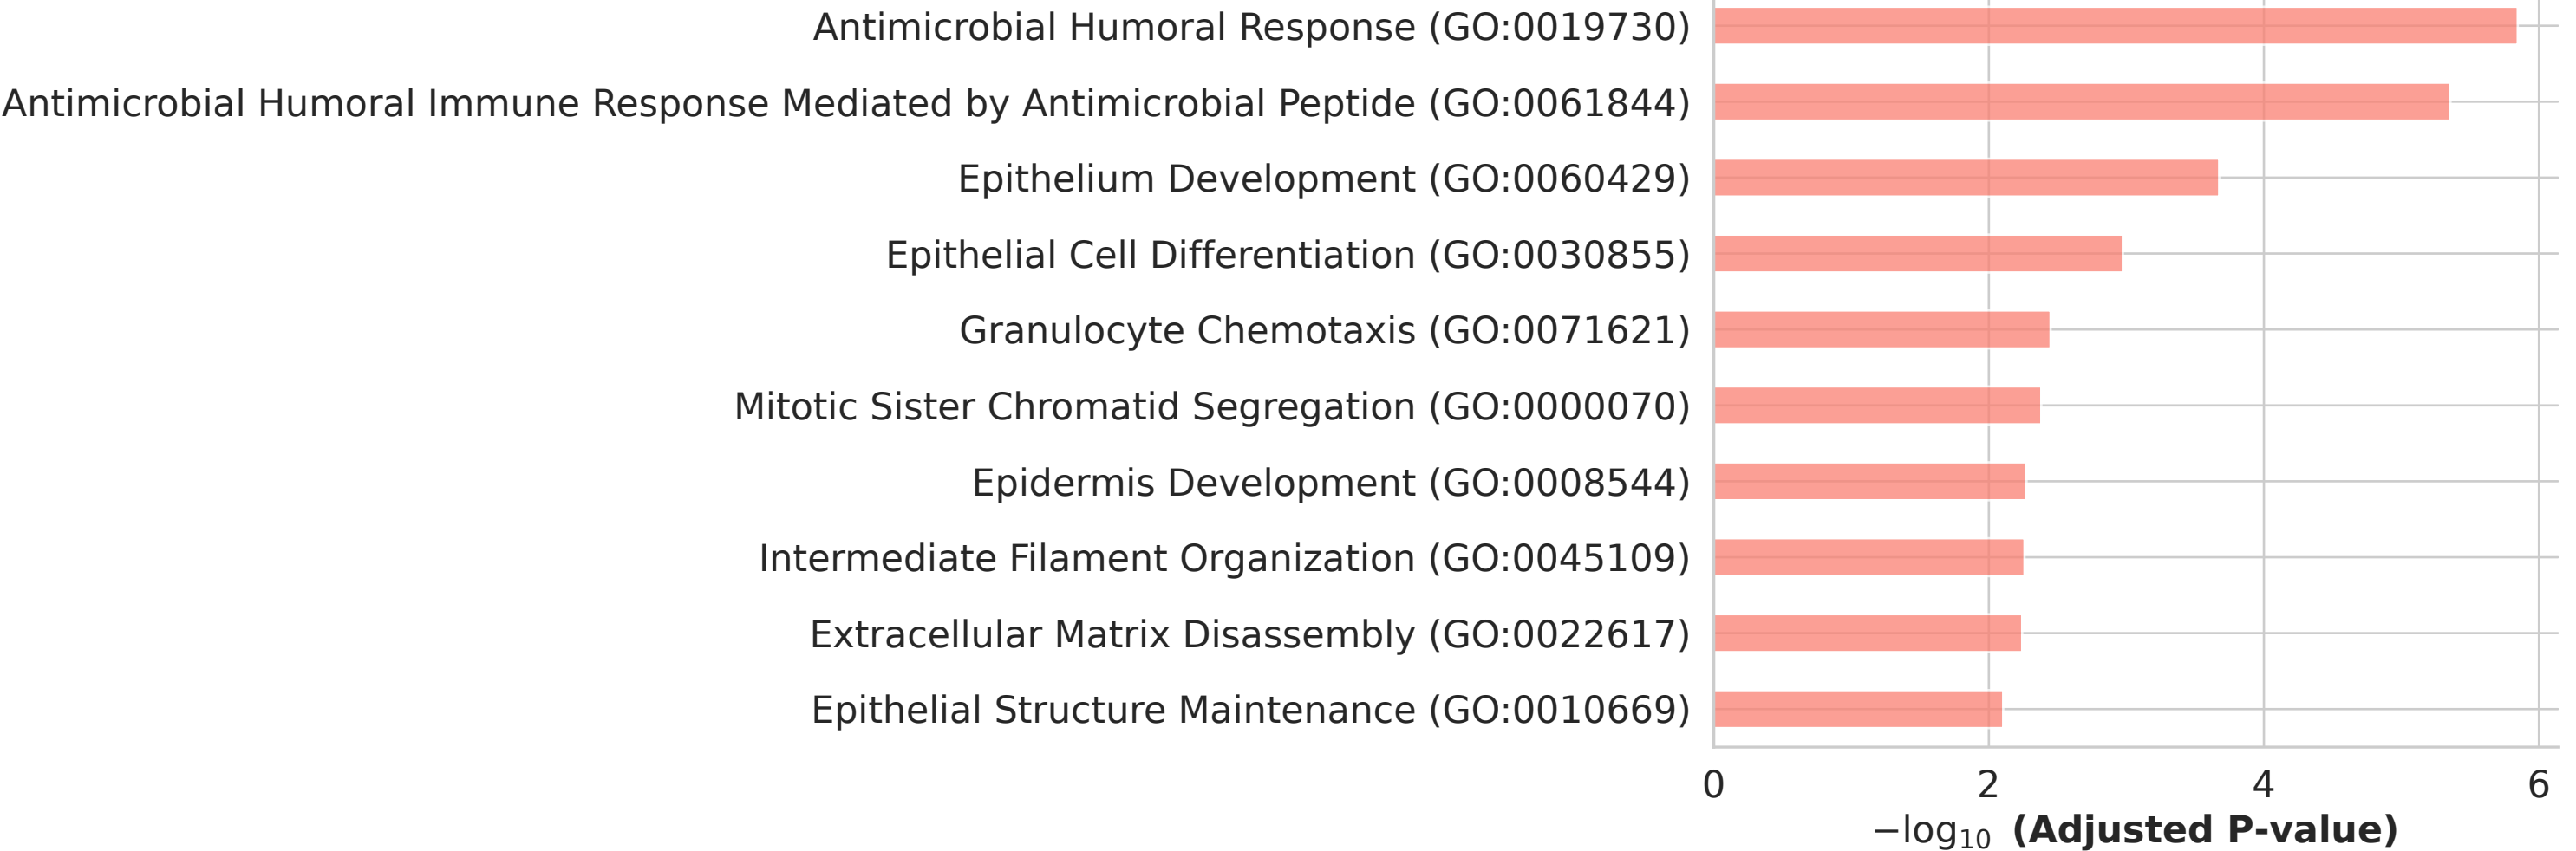 Antimicrobial Humoral Response (GO:0019730)
Antimicrobial Humoral Immune Response Mediated by Antimicrobial Peptide (GO:0061844)
Epithelium Development (GO:0060429)
Epithelial Cell Differentiation (GO:0030855)
Granulocyte Chemotaxis (GO:0071621)
Mitotic Sister Chromatid Segregation (GO:0000070)
Epidermis Development (GO:0008544)
Intermediate Filament Organization (GO:0045109)
Extracellular Matrix Disassembly (GO:0022617)
Epithelial Structure Maintenance (GO:0010669)
0 2 4 6
−log₁₀ (Adjusted P-value)